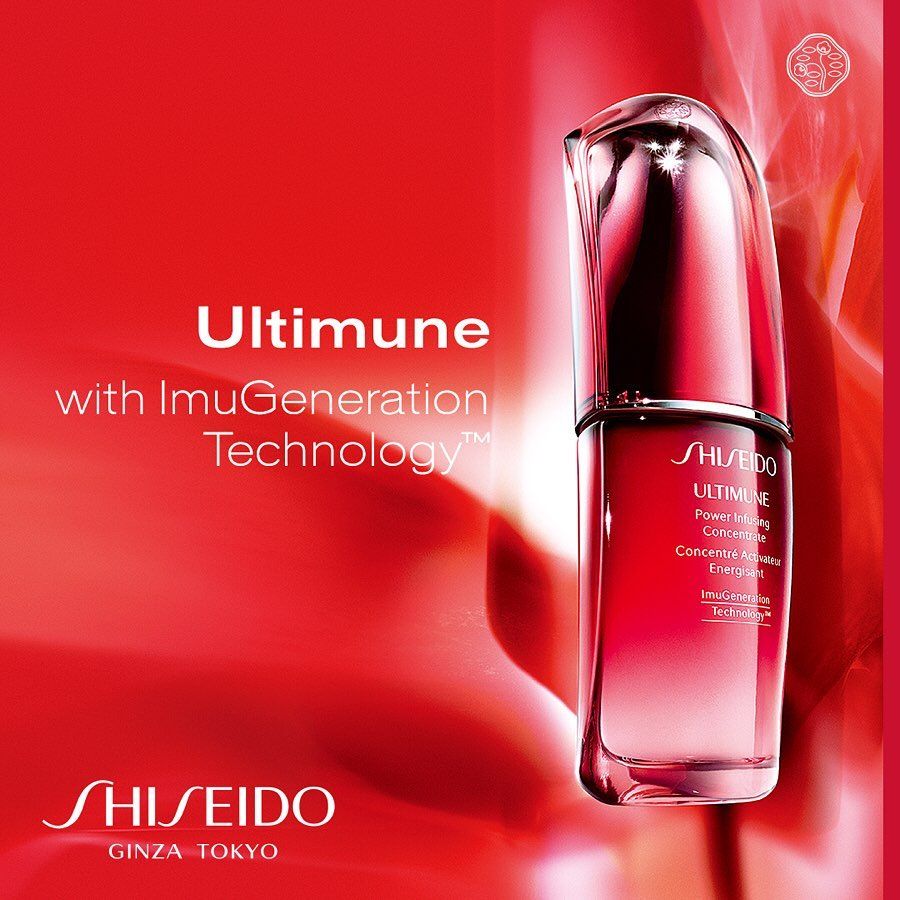 Ultimune
with ImuGeneration
Technology™
SHISEIDO
ULTIMUNE
Power Infusing
Concentrate
Concentré Activateur
Energisant
ImuGeneration
Technology™
SHISEIDO
GINZA TOKYO